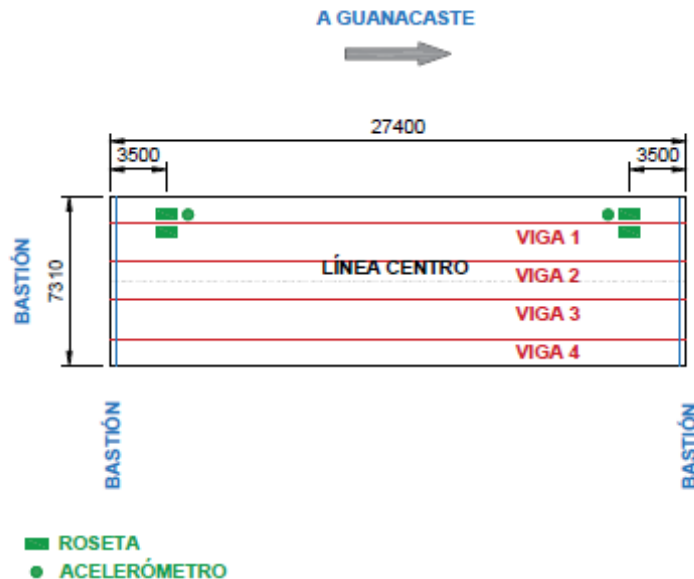 A GUANACASTE
27400
3500
3500
BASTIÓN
7310
VIGA 1
LÍNEA CENTRO
VIGA 2
VIGA 3
VIGA 4
BASTIÓN
BASTIÓN
ROSETA
ACELERÓMETRO